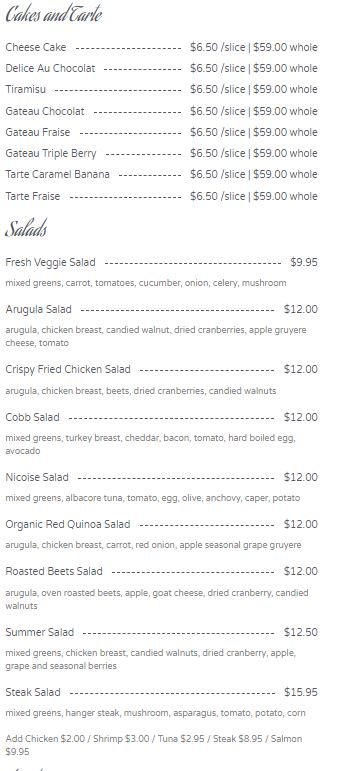 Cakes and Tarte
Cheese Cake $6.50 /slice | $59.00 whole
Delice Au Chocolat $6.50 /slice | $59.00 whole
Tiramisu $6.50 /slice | $59.00 whole
Gateau Chocolat $6.50 /slice | $59.00 whole
Gateau Fraise $6.50 /slice | $59.00 whole
Gateau Triple Berry $6.50 /slice | $59.00 whole
Tarte Caramel Banana $6.50 /slice | $59.00 whole
Tarte Fraise $6.50 /slice | $59.00 whole
Salads
Fresh Veggie Salad $9.95
mixed greens, carrot, tomatoes, cucumber, onion, celery, mushroom
Arugula Salad $12.00
arugula, chicken breast, candied walnut, dried cranberries, apple gruyere
cheese, tomato
Crispy Fried Chicken Salad $12.00
arugula, chicken breast, beets, dried cranberries, candied walnuts
Cobb Salad $12.00
mixed greens, turkey breast, cheddar, bacon, tomato, hard boiled egg,
avocado
Nicoise Salad $12.00
mixed greens, albacore tuna, tomato, egg, olive, anchovy, caper, potato
Organic Red Quinoa Salad $12.00
arugula, chicken breast, carrot, red onion, apple seasonal grape gruyere
Roasted Beets Salad $12.00
arugula, oven roasted beets, apple, goat cheese, dried cranberry, candied
walnuts
Summer Salad $12.50
mixed greens, chicken breast, candied walnuts, dried cranberry, apple,
grape and seasonal berries
Steak Salad $15.95
mixed greens, hanger steak, mushroom, asparagus, tomato, potato, corn
Add Chicken $2.00 / Shrimp $3.00 / Tuna $2.95 / Steak $8.95 / Salmon
$9.95